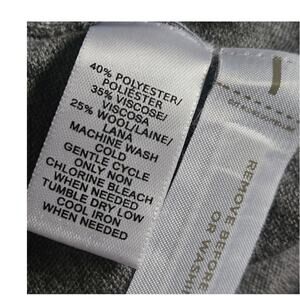 40% POLYESTER/
POLIÉSTER
35% VISCOSE/
VISCOSA
25% WOOL/LAINE/
LANA
MACHINE WASH
COLD
GENTLE CYCLE
ONLY NON
CHLORINE BLEACH
WHEN NEEDED
TUMBLE DRY LOW
COOL IRON
WHEN NEEDED
REMOVE BEFORE
OR WASHI